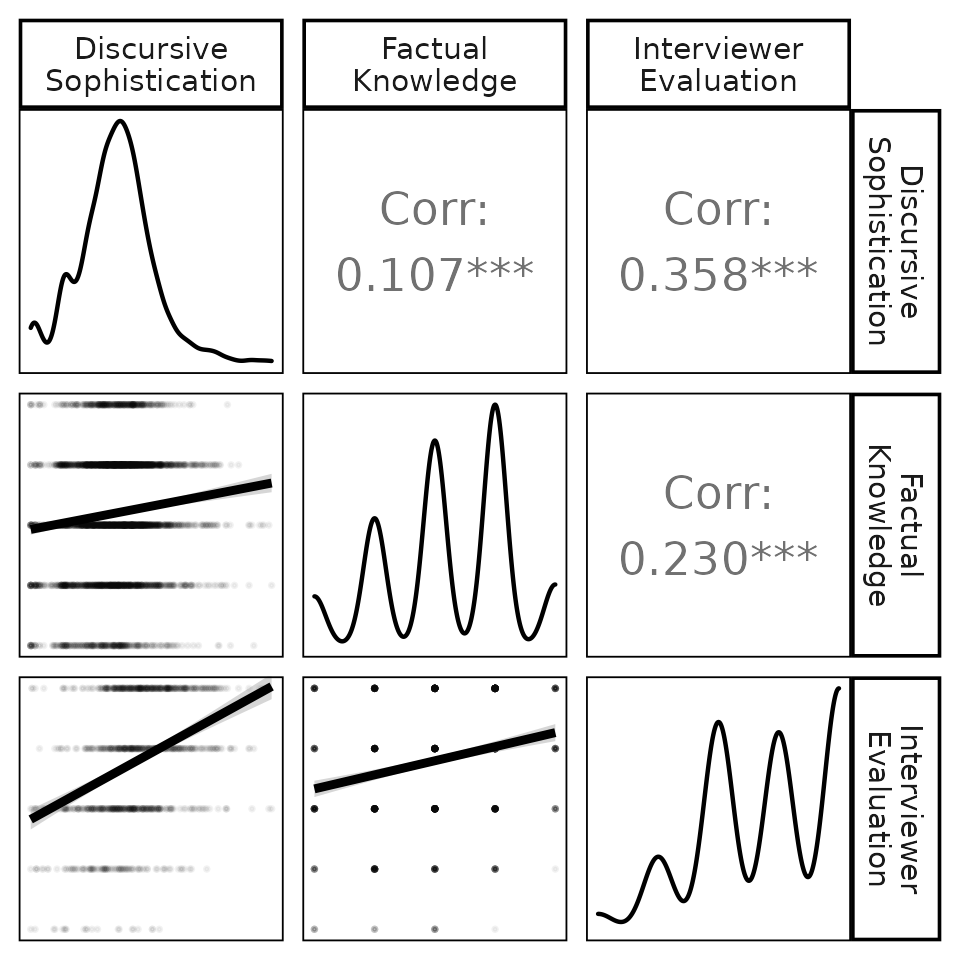 Discursive
Sophistication
Factual
Knowledge
Interviewer
Evaluation
Corr:
0.107***
Corr:
0.358***
Discursive
Sophistication
Corr:
0.230***
Factual
Knowledge
Interviewer
Evaluation